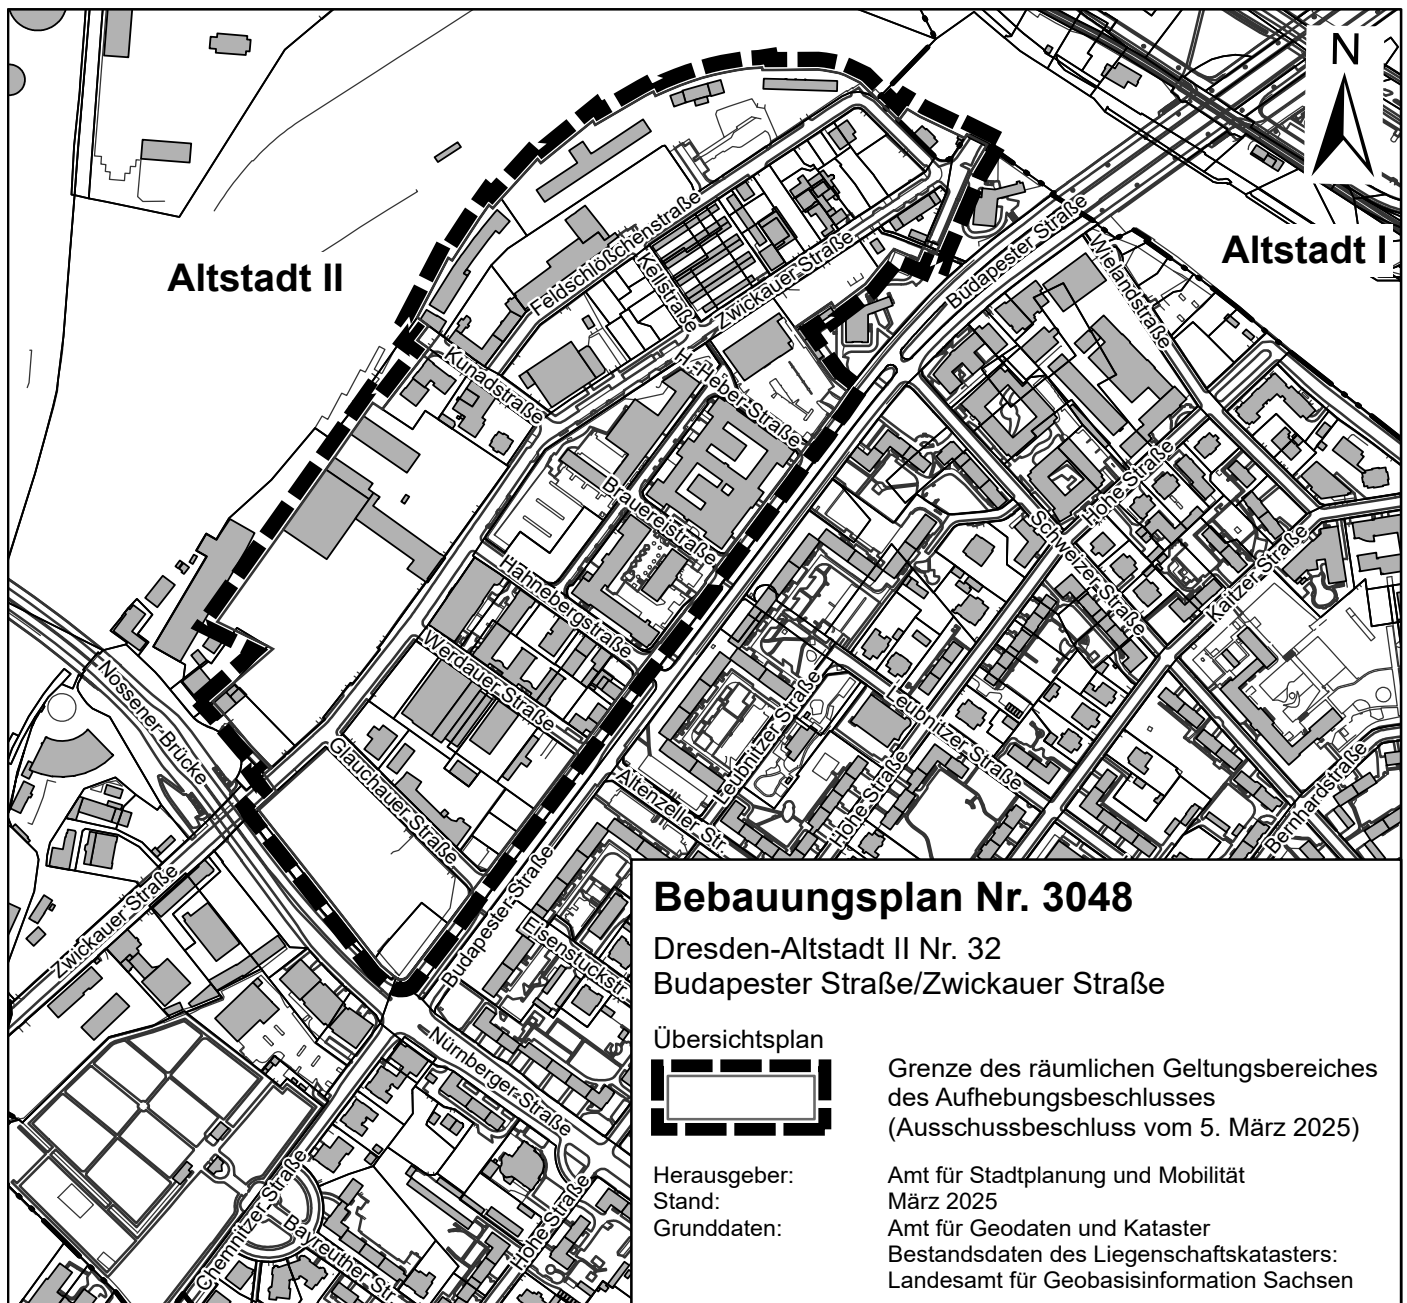 N
Altstadt II
Altstadt I
Feldschlößchenstraße
Keilstraße
Zwickauer Straße
Budapester Straße
Wielandstraße
Kunadstraße
H.-Heber-Straße
Brauereistraße
Hohe Straße
Schweizer Straße
Kaitzer Straße
Hahnebergstraße
Werdauer Straße
Nossener Brücke
Leubnitzer Straße
Leubnitzer Straße
Glauchauer Straße
Altenzeller Str.
Hohe Straße
Bernhardstraße
Zwickauer Straße
Budapester Straße
Eisenstuckstr.
Nürnberger Straße
Chemnitzer Straße
Bayreuther Str.
Hohe Straße
Bebauungsplan Nr. 3048
Dresden-Altstadt II Nr. 32
Budapester Straße/Zwickauer Straße
Übersichtsplan
Grenze des räumlichen Geltungsbereiches
des Aufhebungsbeschlusses
(Ausschussbeschluss vom 5. März 2025)
Herausgeber: Amt für Stadtplanung und Mobilität
Stand: März 2025
Grunddaten: Amt für Geodaten und Kataster
Bestandsdaten des Liegenschaftskatasters:
Landesamt für Geobasisinformation Sachsen